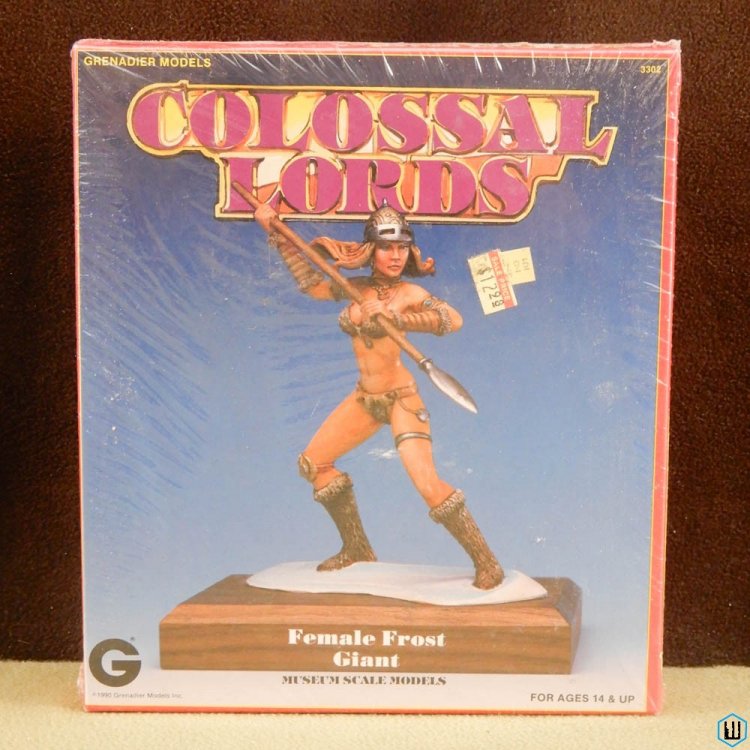 GRENADIER MODELS
3302
COLOSSAL
LORDS
Female Frost
Giant
MUSEUM SCALE MODELS
G
©1990 Grenadier Models Inc.
FOR AGES 14 & UP